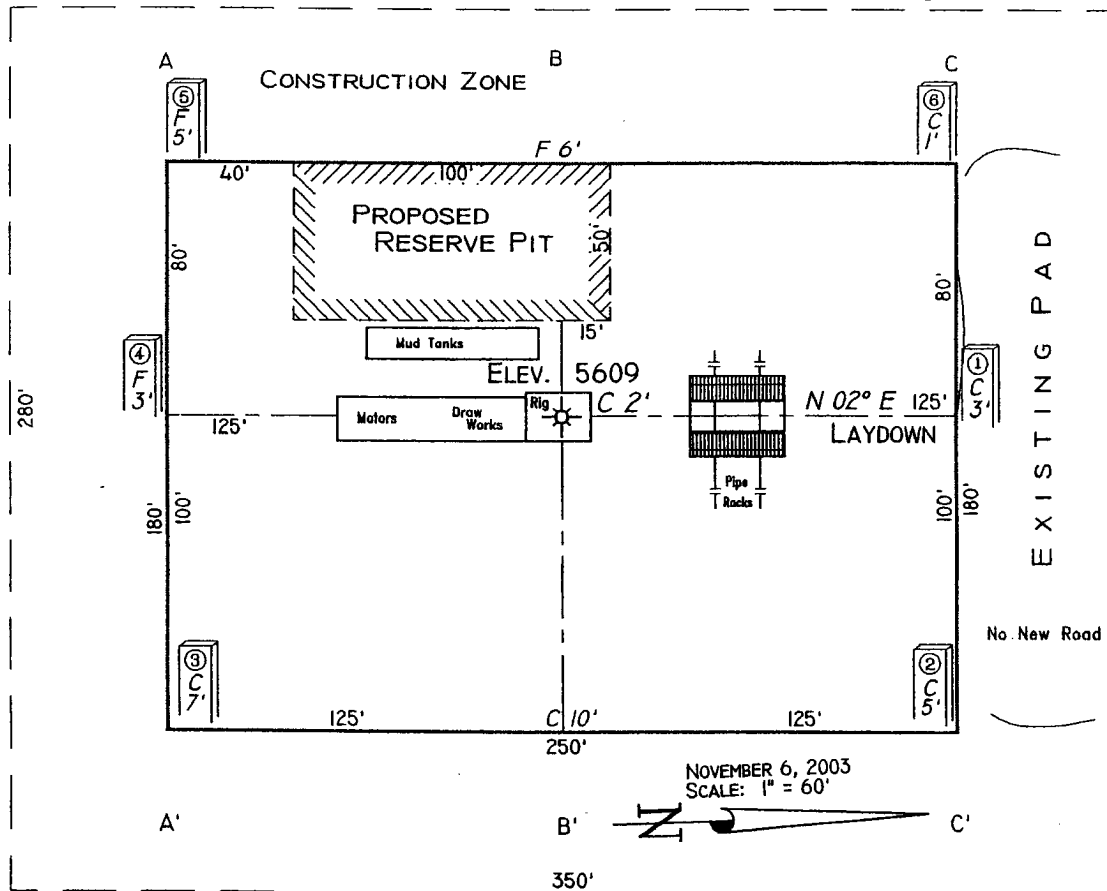 A
B
C
CONSTRUCTION ZONE
5
F
5'
6
C
1'
F 6'
40'
100'
PROPOSED
RESERVE PIT
50'
80'
80'
EXISTING PAD
15'
Mud Tanks
4
F
3'
ELEV. 5609
1
C
3'
Rig
C 2'
N 02° E
125'
Motors
Draw
Works
LAYDOWN
125'
280'
Pipe
Racks
180'
100'
100'
180'
No New Road
3
C
7'
2
C
5'
125'
C 10'
125'
250'
NOVEMBER 6, 2003
SCALE: 1" = 60'
A'
B'
N
C'
350'